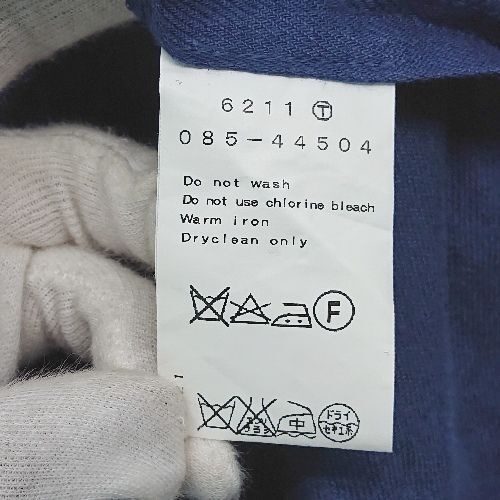 6211 Ⓣ
085-44504
Do not wash
Do not use chlorine bleach
Warm iron
Dryclean only
F
中 ドライ
セキユ系